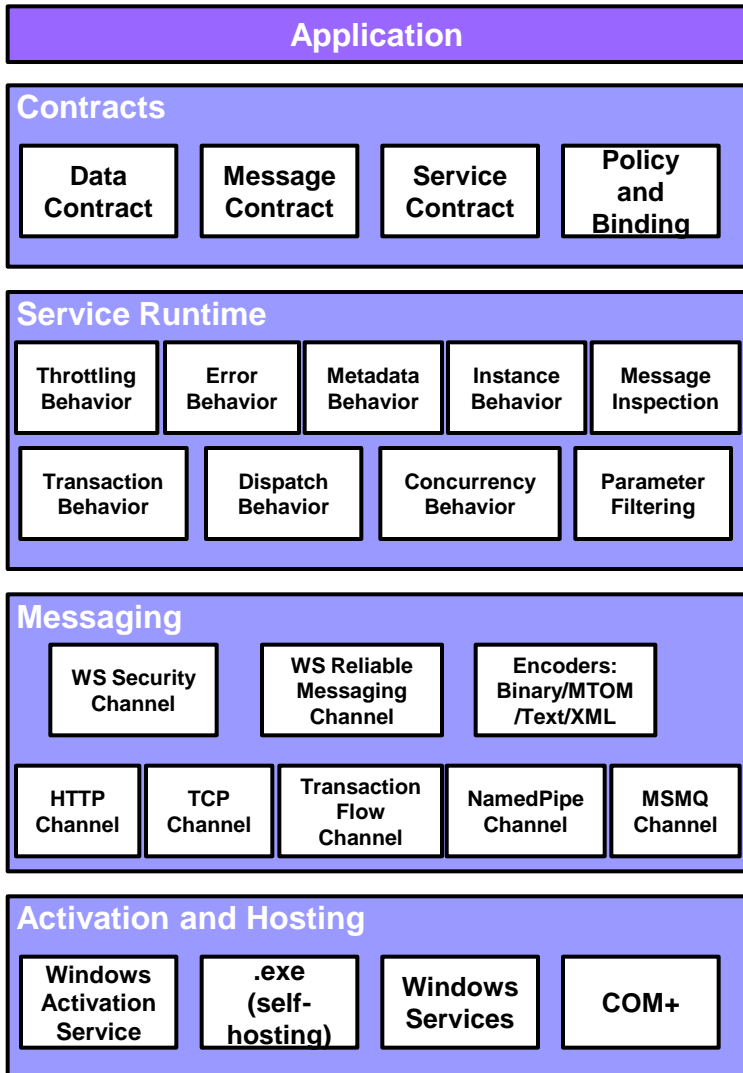 Application
Contracts
Data
Contract
Message
Contract
Service
Contract
Policy
and
Binding
Service Runtime
Throttling
Behavior
Error
Behavior
Metadata
Behavior
Instance
Behavior
Message
Inspection
Transaction
Behavior
Dispatch
Behavior
Concurrency
Behavior
Parameter
Filtering
Messaging
WS Security
Channel
WS Reliable
Messaging
Channel
Encoders:
Binary/MTOM
/Text/XML
HTTP
Channel
TCP
Channel
Transaction
Flow
Channel
NamedPipe
Channel
MSMQ
Channel
Activation and Hosting
Windows
Activation
Service
.exe
(self-
hosting)
Windows
Services
COM+